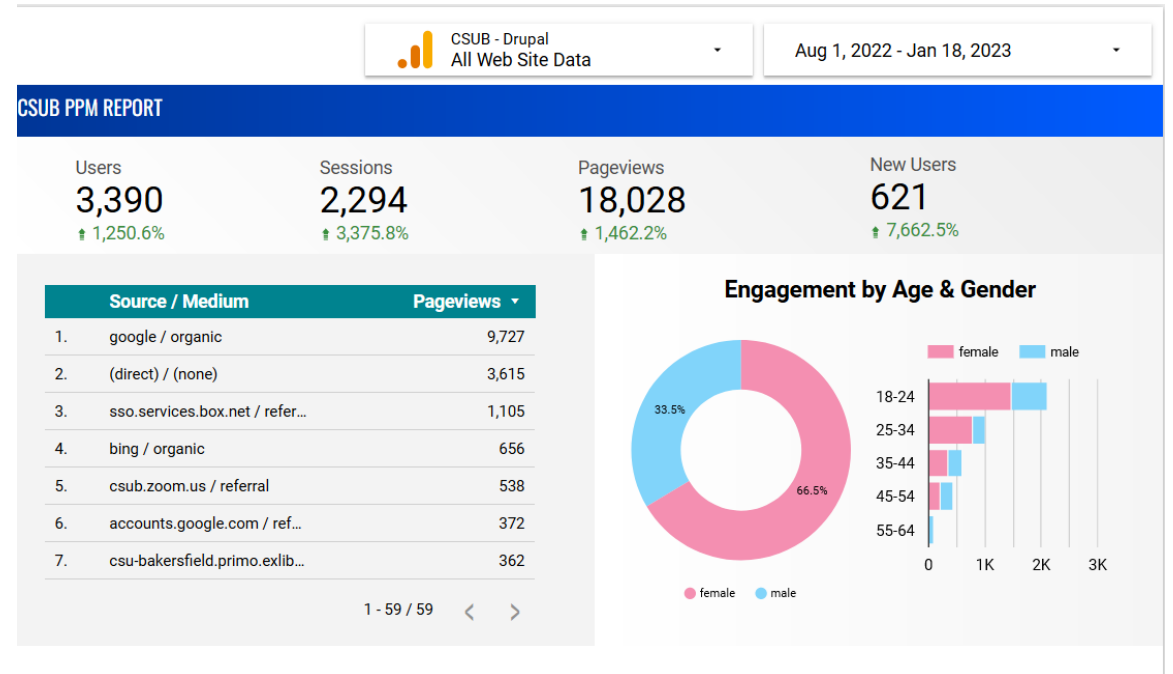 CSUB - Drupal
All Web Site Data
Aug 1, 2022 - Jan 18, 2023
CSUB PPM REPORT
Users
3,390
1,250.6%
Sessions
2,294
3,375.8%
Pageviews
18,028
1,462.2%
New Users
621
7,662.5%
Source / Medium Pageviews
1. google / organic 9,727
2. (direct) / (none) 3,615
3. sso.services.box.net / refer... 1,105
4. bing / organic 656
5. csub.zoom.us / referral 538
6. accounts.google.com / ref... 372
7. csu-bakersfield.primo.exlib... 362
1 - 59 / 59
Engagement by Age & Gender
33.5%
66.5%
female male
female male
18-24
25-34
35-44
45-54
55-64
0 1K 2K 3K